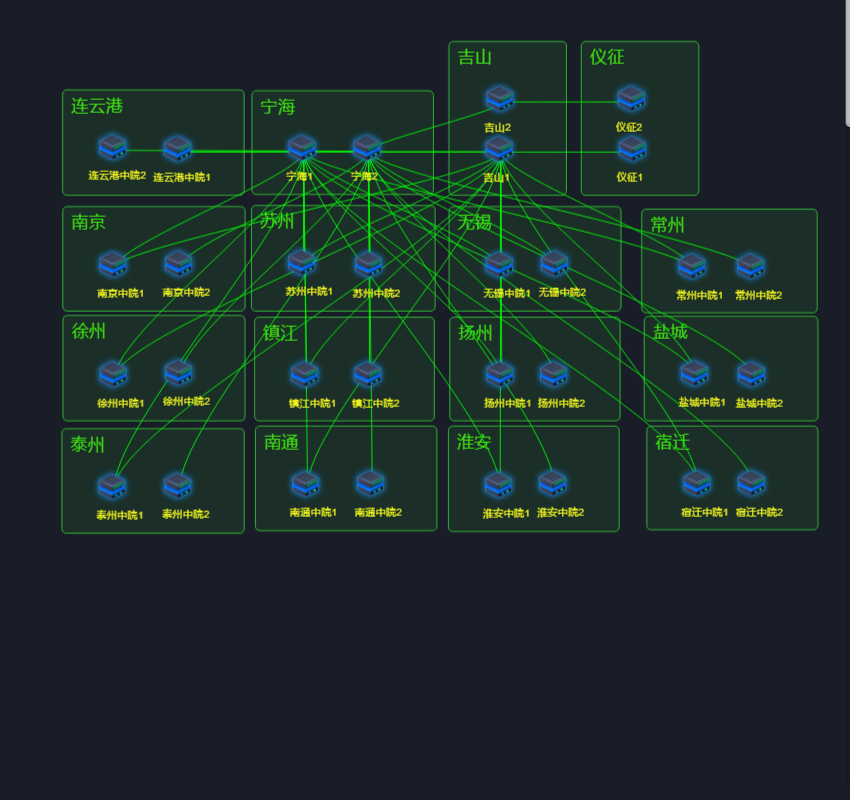 吉山
仪征
吉山2
仪征2
连云港
宁海
连云港中院2
连云港中院1
宁海1
宁海2
吉山1
仪征1
南京
苏州
无锡
常州
南京中院1
南京中院2
苏州中院1
苏州中院2
无锡中院1
无锡中院2
常州中院1
常州中院2
徐州
镇江
扬州
盐城
徐州中院1
徐州中院2
镇江中院1
镇江中院2
扬州中院1
扬州中院2
盐城中院1
盐城中院2
泰州
南通
淮安
宿迁
泰州中院1
泰州中院2
南通中院1
南通中院2
淮安中院1
淮安中院2
宿迁中院1
宿迁中院2